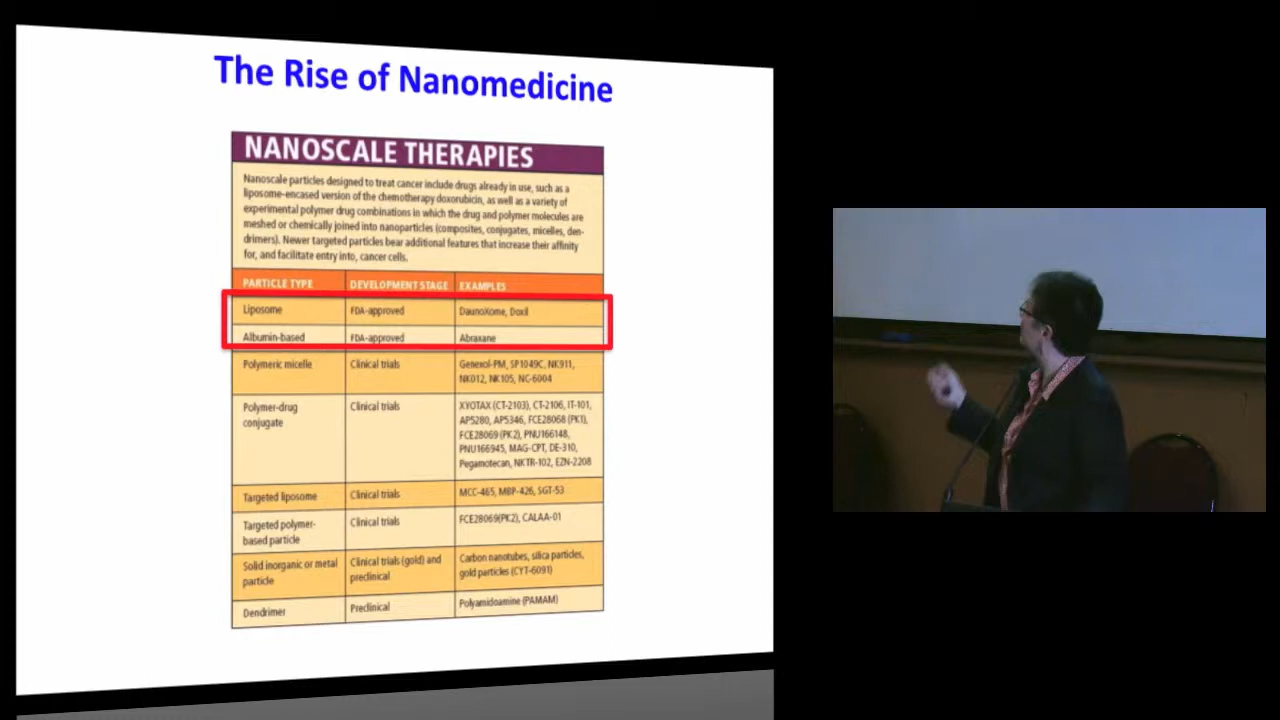 The Rise of Nanomedicine
NANOSCALE THERAPIES
Nanoscale particles designed to treat cancer include drugs already in use, such as a
liposome-encased version of the chemotherapy doxorubicin, as well as a variety of
experimental polymer drug combinations in which the drug and polymer molecules are
meshed or chemically joined into nanoparticles (composites, conjugates, micelles, den-
drimers). Newer targeted particles bear additional features that increase their affinity
for, and facilitate entry into, cancer cells.
PARTICLE TYPE DEVELOPMENT STAGE EXAMPLES
Liposome FDA-approved DaunoXome, Doxil
Albumin-based FDA-approved Abraxane
Polymeric micelle Clinical trials Genexol-PM, SP1049C, NK911,
NK012, NK105, NC-6004
Polymer-drug Clinical trials XYOTAX (CT-2103), CT-2106, IT-101,
conjugate AP5280, AP5346, FCE28068 (PK1),
FCE28069 (PK2), PNU166148,
PNU166945, MAG-CPT, DE-310,
Pegamotecan, NKTR-102, EZN-2208
Targeted liposome Clinical trials MCC-465, MBP-426, SGT-53
Targeted polymer- Clinical trials FCE28069(PK2), CALAA-01
based particle
Solid inorganic or metal Clinical trials (gold) and Carbon nanotubes, silica particles,
particle preclinical gold particles (CYT-6091)
Dendrimer Preclinical Polyamidoamine (PAMAM)